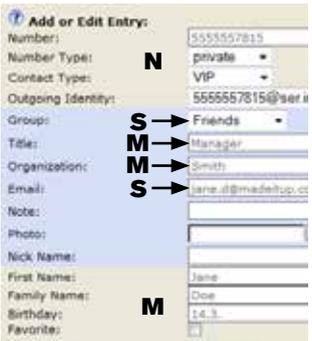 Add or Edit Entry:
Number: 5555557815
Number Type: N private
Contact Type: VIP
Outgoing Identity: 5555557815@ser.i
Group: S Friends
Title: M Manager
Organization: M Smith
Email: S jane.d@madeitup.co
Note:
Photo:
Nick Name:
First Name: Jane
Family Name: Doe
Birthday: M 14.3.
Favorite: